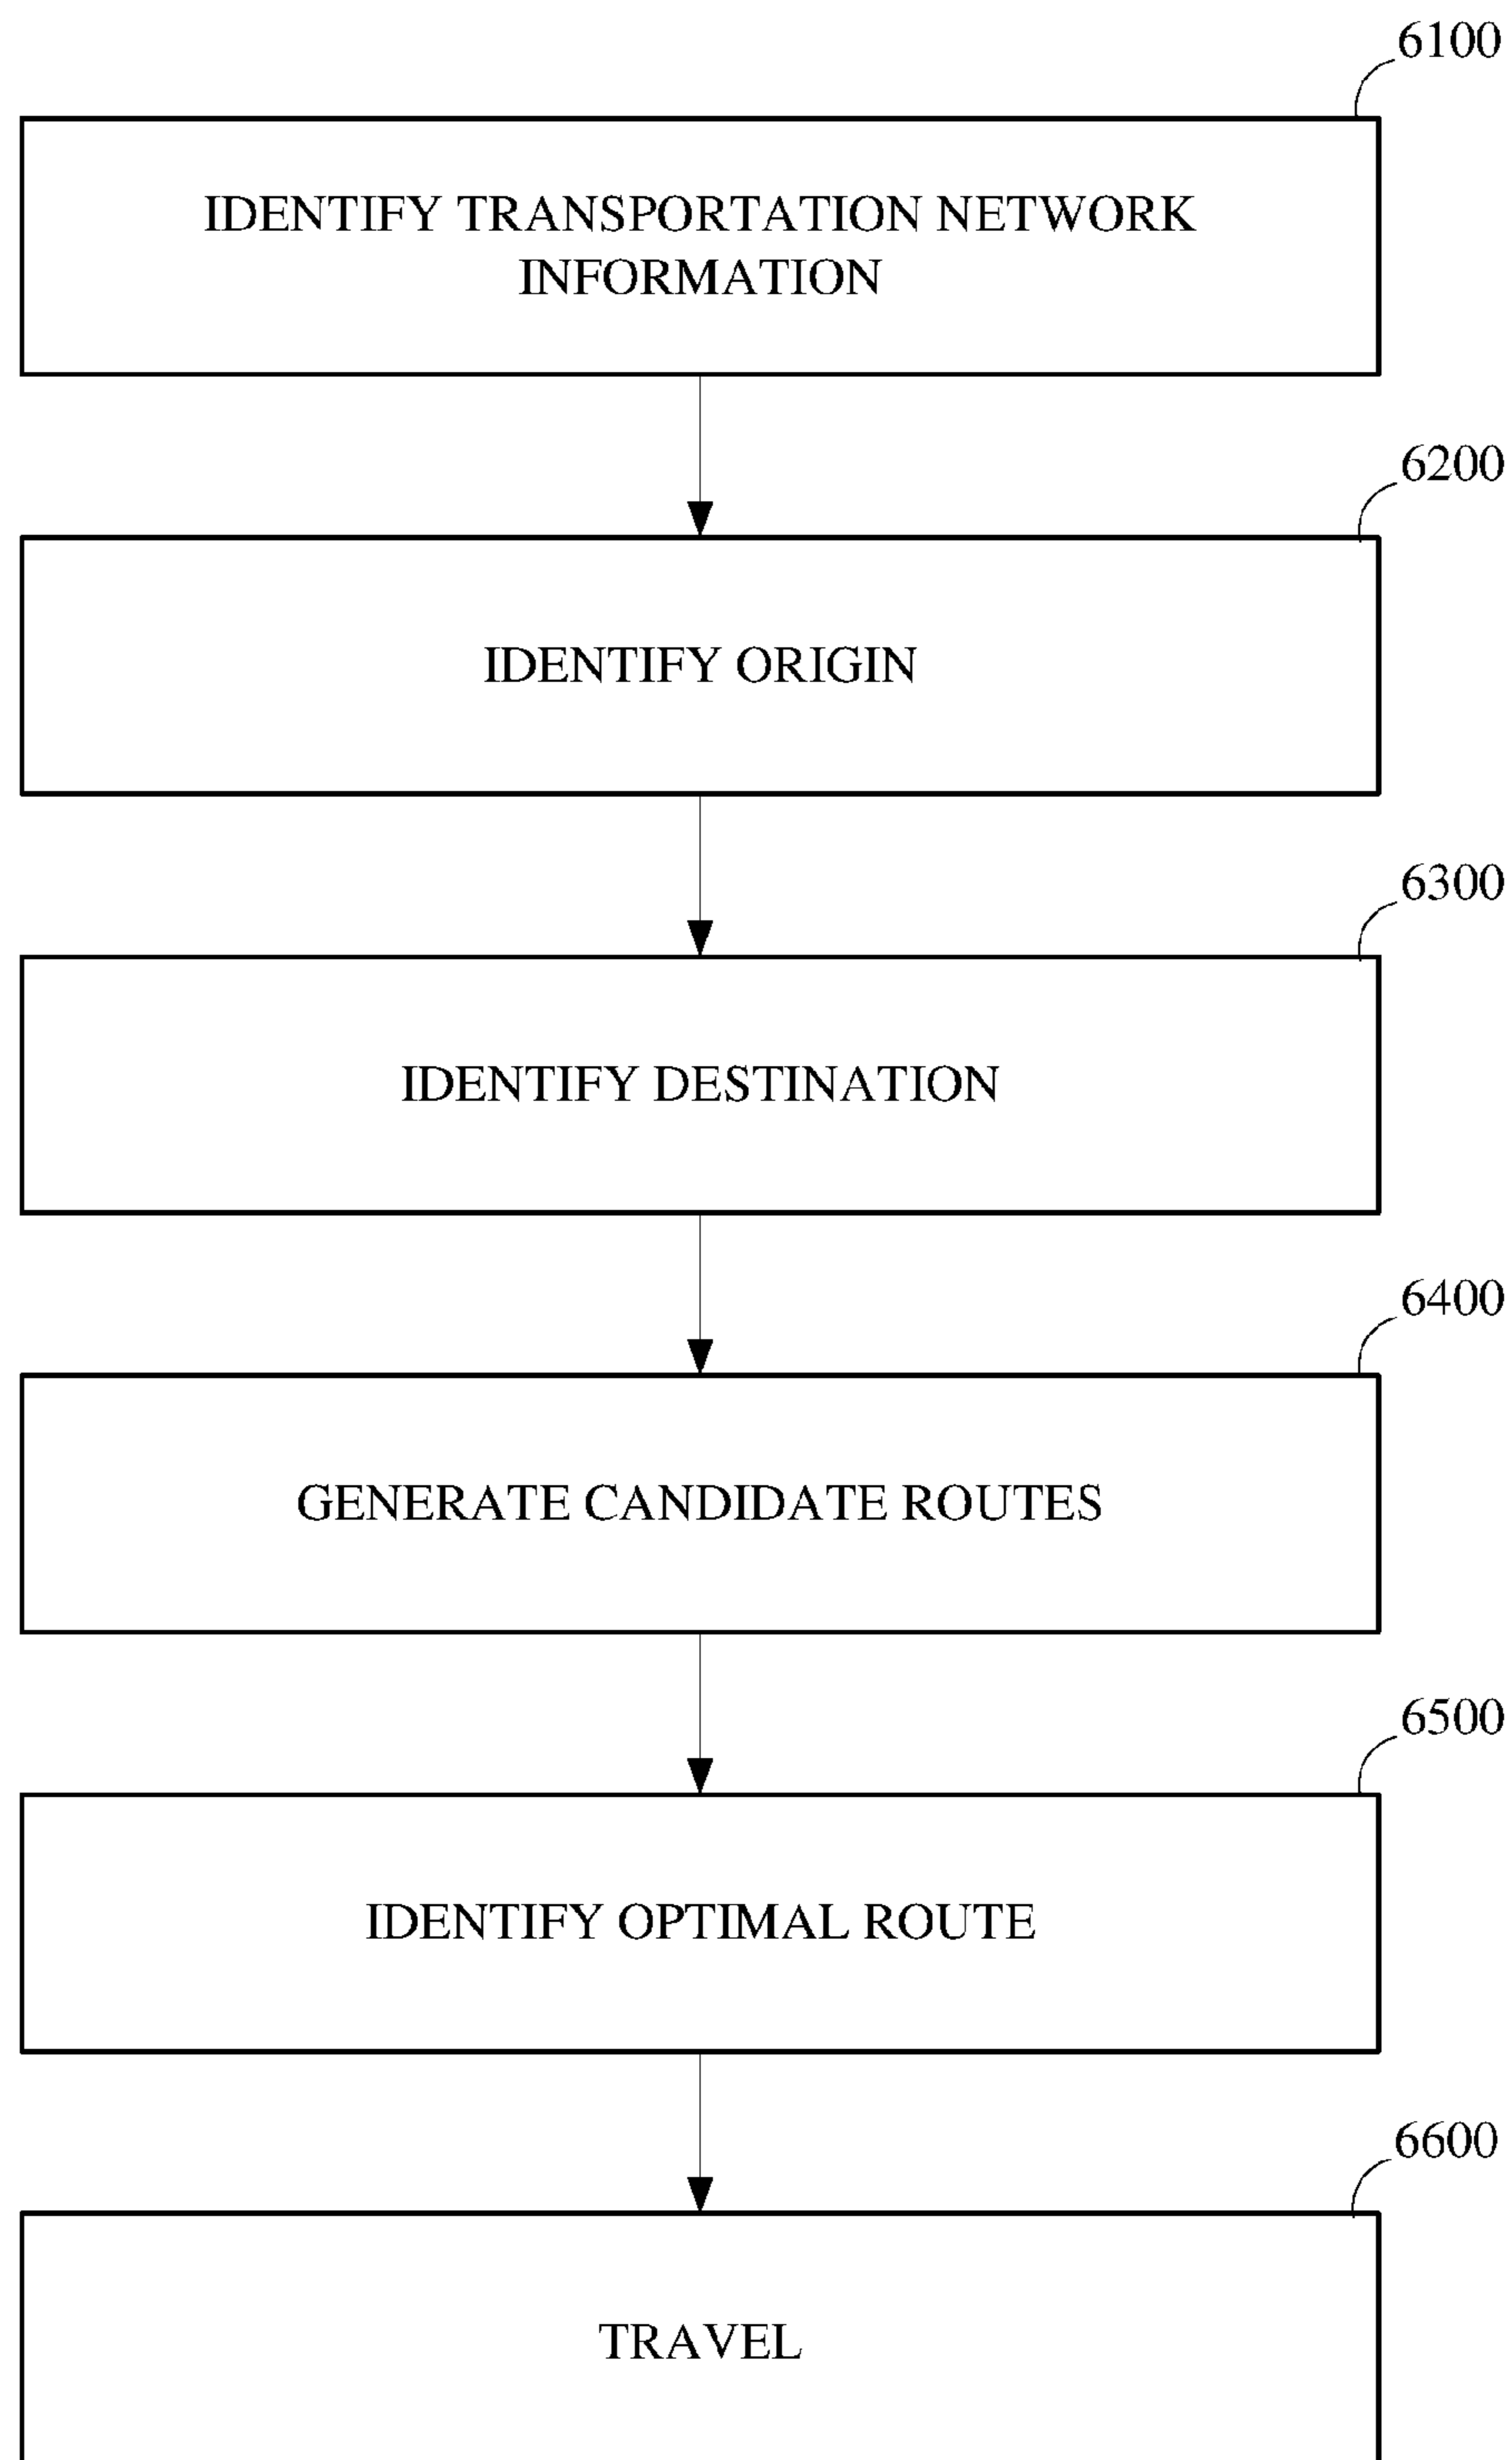 6100
IDENTIFY TRANSPORTATION NETWORK
INFORMATION
6200
IDENTIFY ORIGIN
6300
IDENTIFY DESTINATION
6400
GENERATE CANDIDATE ROUTES
6500
IDENTIFY OPTIMAL ROUTE
6600
TRAVEL